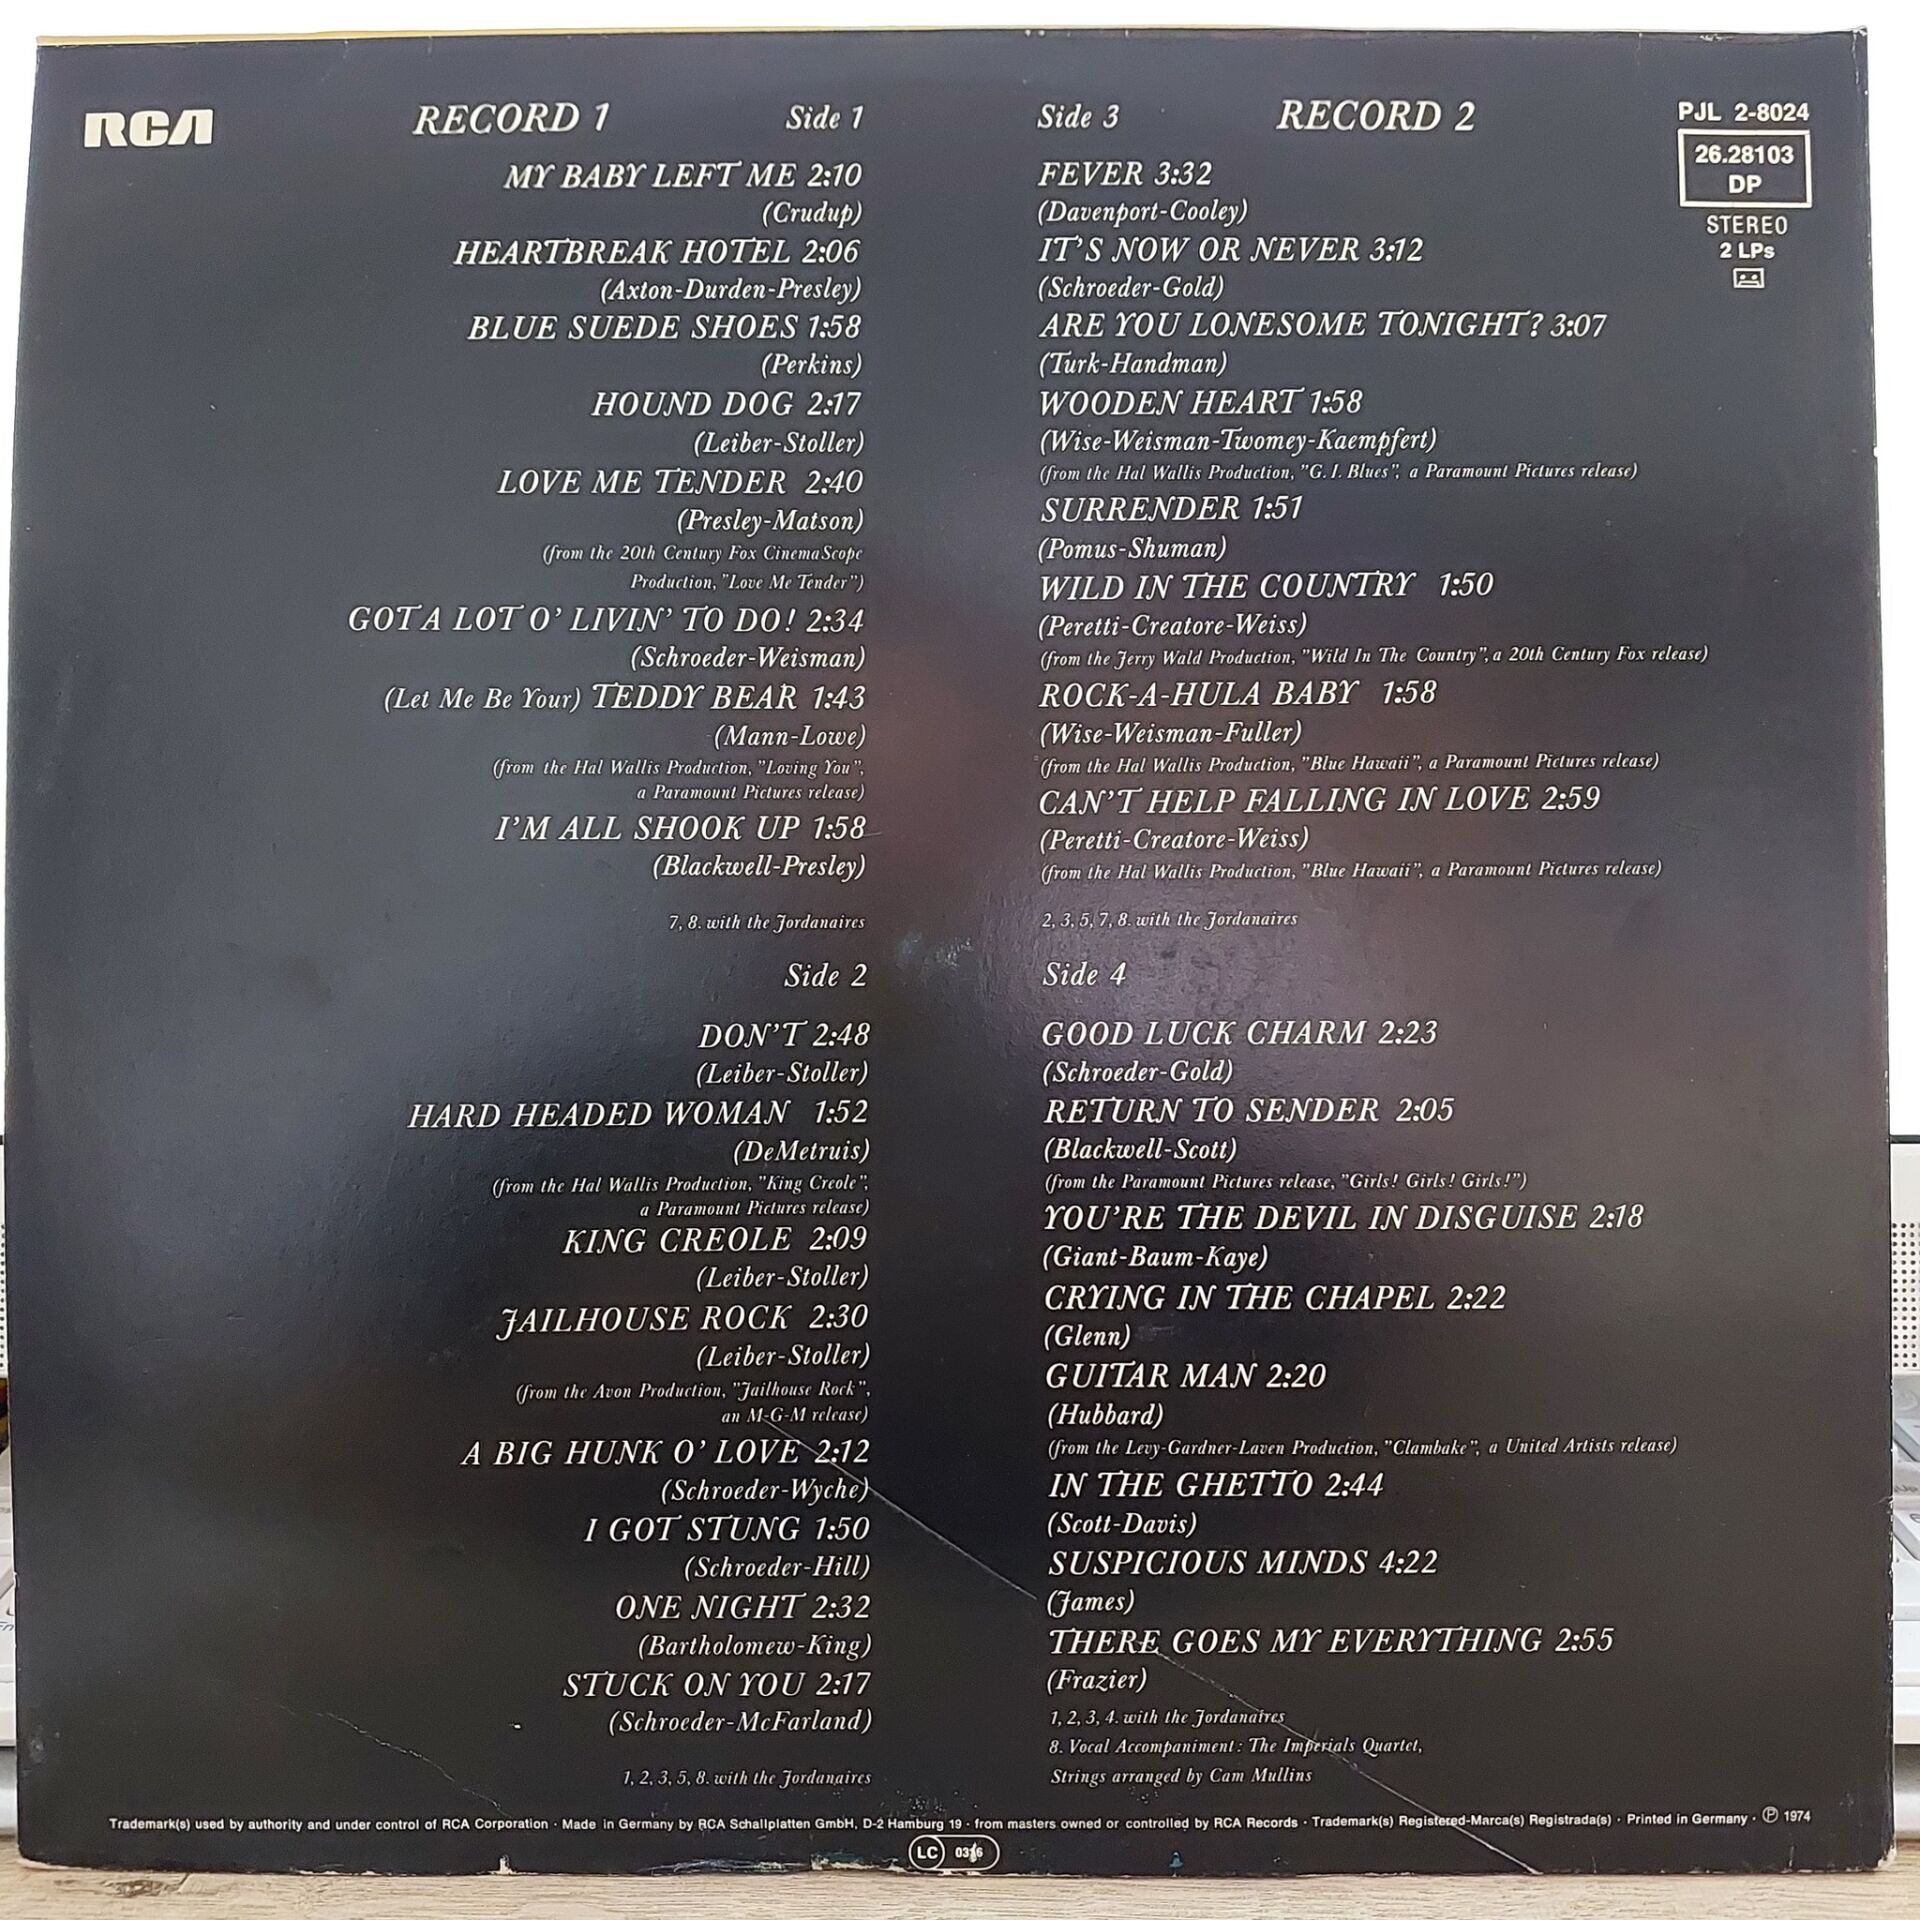 RCA
RECORD 1
Side 1
MY BABY LEFT ME 2:10
(Crudup)
HEARTBREAK HOTEL 2:06
(Axton-Durden-Presley)
BLUE SUEDE SHOES 1:58
(Perkins)
HOUND DOG 2:17
(Leiber-Stoller)
LOVE ME TENDER 2:40
(Presley-Matson)
(from the 20th Century Fox CinemaScope
Production, "Love Me Tender")
GOT A LOT O' LIVIN' TO DO! 2:34
(Schroeder-Weisman)
(Let Me Be Your) TEDDY BEAR 1:43
(Mann-Lowe)
(from the Hal Wallis Production, "Loving You",
a Paramount Pictures release)
I'M ALL SHOOK UP 1:58
(Blackwell-Presley)
7, 8. with the Jordanaires
Side 2
DON'T 2:48
(Leiber-Stoller)
HARD HEADED WOMAN 1:52
(DeMetruis)
(from the Hal Wallis Production, "King Creole",
a Paramount Pictures release)
KING CREOLE 2:09
(Leiber-Stoller)
JAILHOUSE ROCK 2:30
(Leiber-Stoller)
(from the Avon Production, "Jailhouse Rock",
an M-G-M release)
A BIG HUNK O' LOVE 2:12
(Schroeder-Wyche)
I GOT STUNG 1:50
(Schroeder-Hill)
ONE NIGHT 2:32
(Bartholomew-King)
STUCK ON YOU 2:17
(Schroeder-McFarland)
1, 2, 3, 5, 8. with the Jordanaires
Side 3
RECORD 2
FEVER 3:32
(Davenport-Cooley)
IT'S NOW OR NEVER 3:12
(Schroeder-Gold)
ARE YOU LONESOME TONIGHT? 3:07
(Turk-Handman)
WOODEN HEART 1:58
(Wise-Weisman-Twomey-Kaempfert)
(from the Hal Wallis Production, "G.I. Blues", a Paramount Pictures release)
SURRENDER 1:51
(Pomus-Shuman)
WILD IN THE COUNTRY 1:50
(Peretti-Creatore-Weiss)
(from the Jerry Wald Production, "Wild In The Country", a 20th Century Fox release)
ROCK-A-HULA BABY 1:58
(Wise-Weisman-Fuller)
(from the Hal Wallis Production, "Blue Hawaii", a Paramount Pictures release)
CAN'T HELP FALLING IN LOVE 2:59
(Peretti-Creatore-Weiss)
(from the Hal Wallis Production, "Blue Hawaii", a Paramount Pictures release)
2, 3, 5, 7, 8. with the Jordanaires
Side 4
GOOD LUCK CHARM 2:23
(Schroeder-Gold)
RETURN TO SENDER 2:05
(Blackwell-Scott)
(from the Paramount Pictures release, "Girls! Girls! Girls!")
YOU'RE THE DEVIL IN DISGUISE 2:18
(Giant-Baum-Kaye)
CRYING IN THE CHAPEL 2:22
(Glenn)
GUITAR MAN 2:20
(Hubbard)
(from the Levy-Gardner-Laven Production, "Clambake", a United Artists release)
IN THE GHETTO 2:44
(Scott-Davis)
SUSPICIOUS MINDS 4:22
(James)
THERE GOES MY EVERYTHING 2:55
(Frazier)
1, 2, 3, 4. with the Jordanaires
8. Vocal Accompaniment: The Imperials Quartet,
Strings arranged by Cam Mullins
PJL 2-8024
26.28103
DP
STEREO
2 LPs
Trademark(s) used by authority and under control of RCA Corporation · Made in Germany by RCA Schallplatten GmbH, D-2 Hamburg 19 · from masters owned or controlled by RCA Records · Trademark(s) Registered-Marca(s) Registrada(s) · Printed in Germany · ℗ 1974
LC 0316